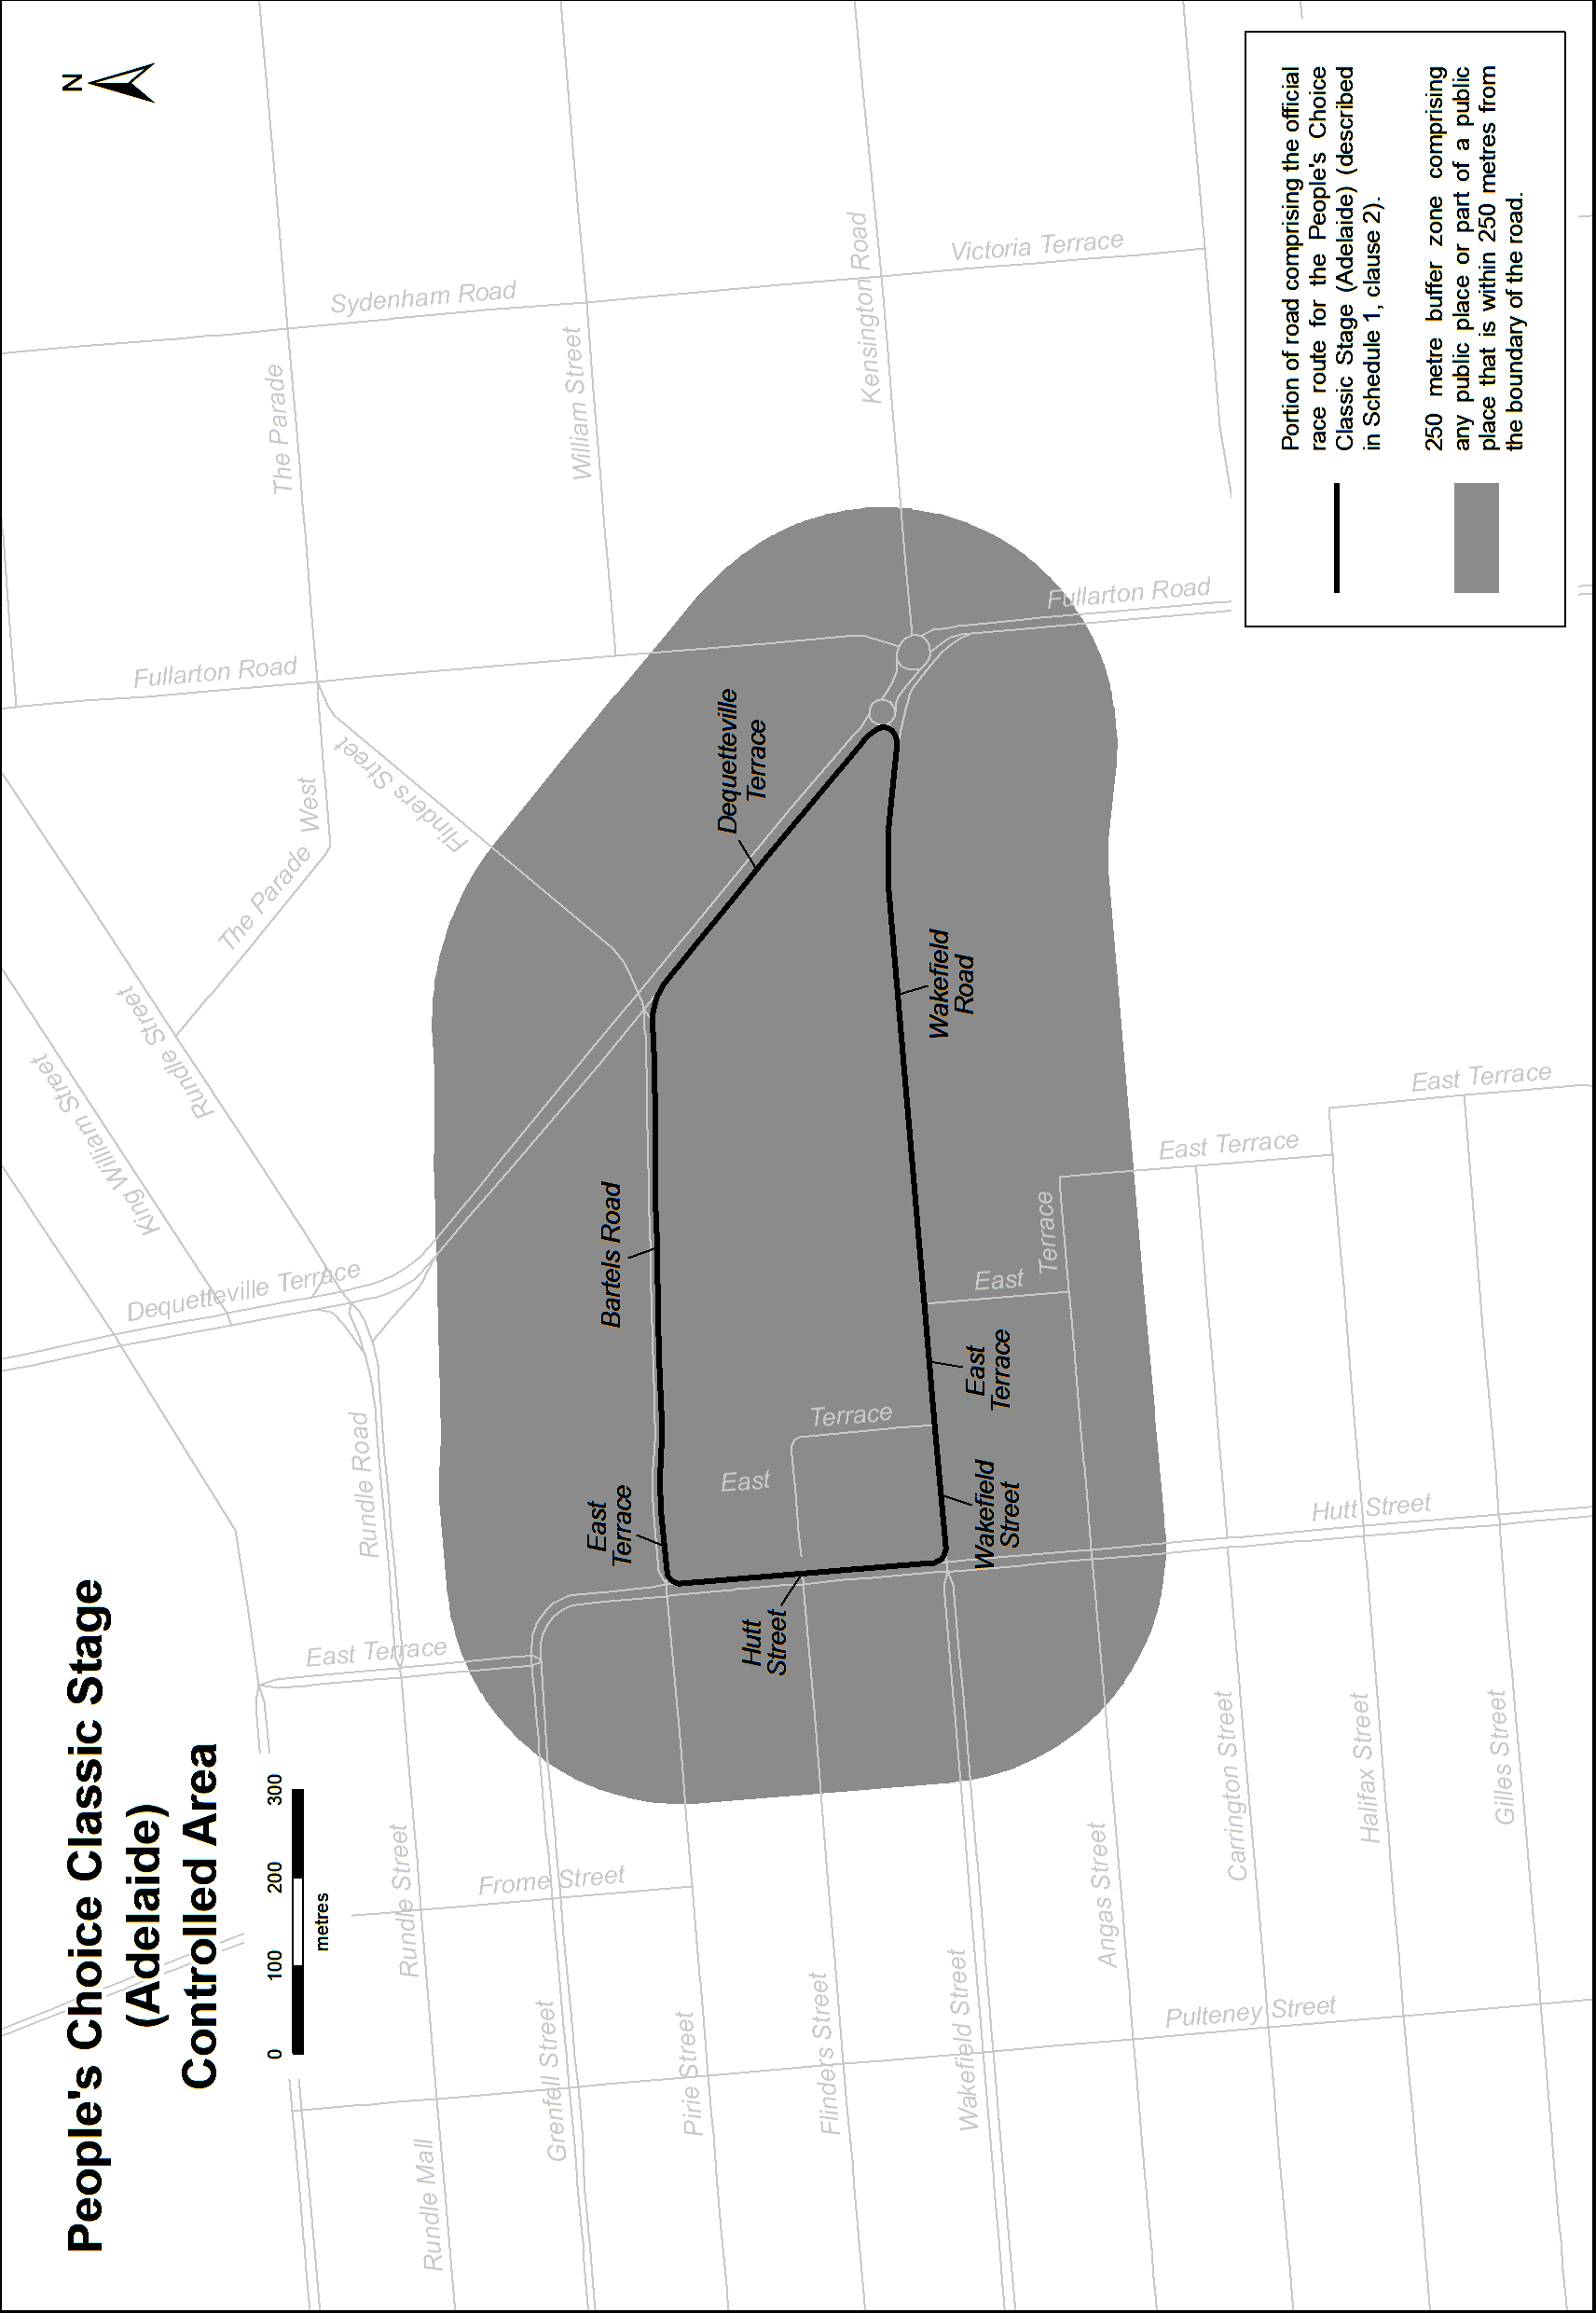 People's Choice Classic Stage
(Adelaide)
Controlled Area
0
100
200
300
metres
N
Rundle Mall
Rundle Street
Frome Street
Grenfell Street
Pirie Street
Flinders Street
Wakefield Street
Angas Street
Pulteney Street
Carrington Street
Halifax Street
Gilles Street
Hutt Street
East Terrace
Rundle Road
Dequetteville Terrace
King William Street
Rundle Street
The Parade
West
Flinders Street
Fullarton Road
The Parade
Sydenham Road
William Street
Kensington Road
Victoria Terrace
Fullarton Road
East
Terrace
Hutt
Street
East
Terrace
Bartels Road
Dequetteville
Terrace
Wakefield
Road
East
Terrace
Wakefield
Street
East
Terrace
East Terrace
East Terrace
Portion of road comprising the official
race route for the People's Choice
Classic Stage (Adelaide) (described
in Schedule 1, clause 2).
250 metre buffer zone comprising
any public place or part of a public
place that is within 250 metres from
the boundary of the road.